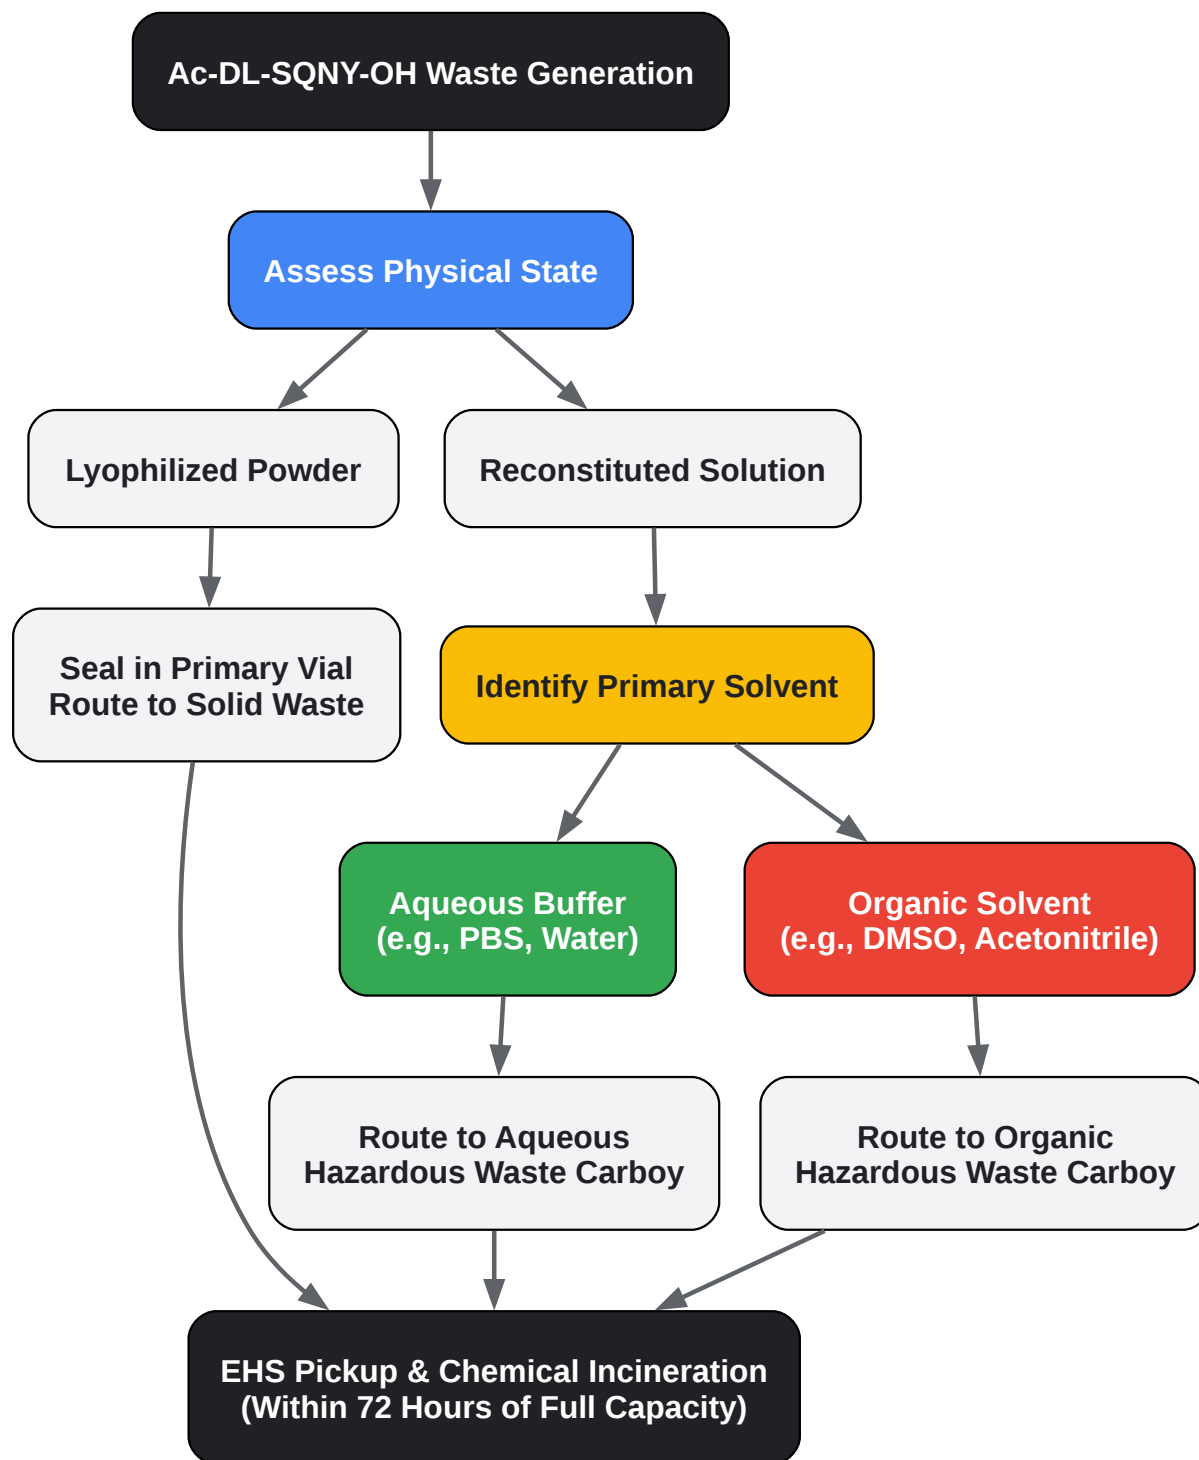 Ac-DL-SQNY-OH Waste Generation
Assess Physical State
Lyophilized Powder
Reconstituted Solution
Seal in Primary Vial
Route to Solid Waste
Identify Primary Solvent
Aqueous Buffer
(e.g., PBS, Water)
Organic Solvent
(e.g., DMSO, Acetonitrile)
Route to Aqueous
Hazardous Waste Carboy
Route to Organic
Hazardous Waste Carboy
EHS Pickup & Chemical Incineration
(Within 72 Hours of Full Capacity)